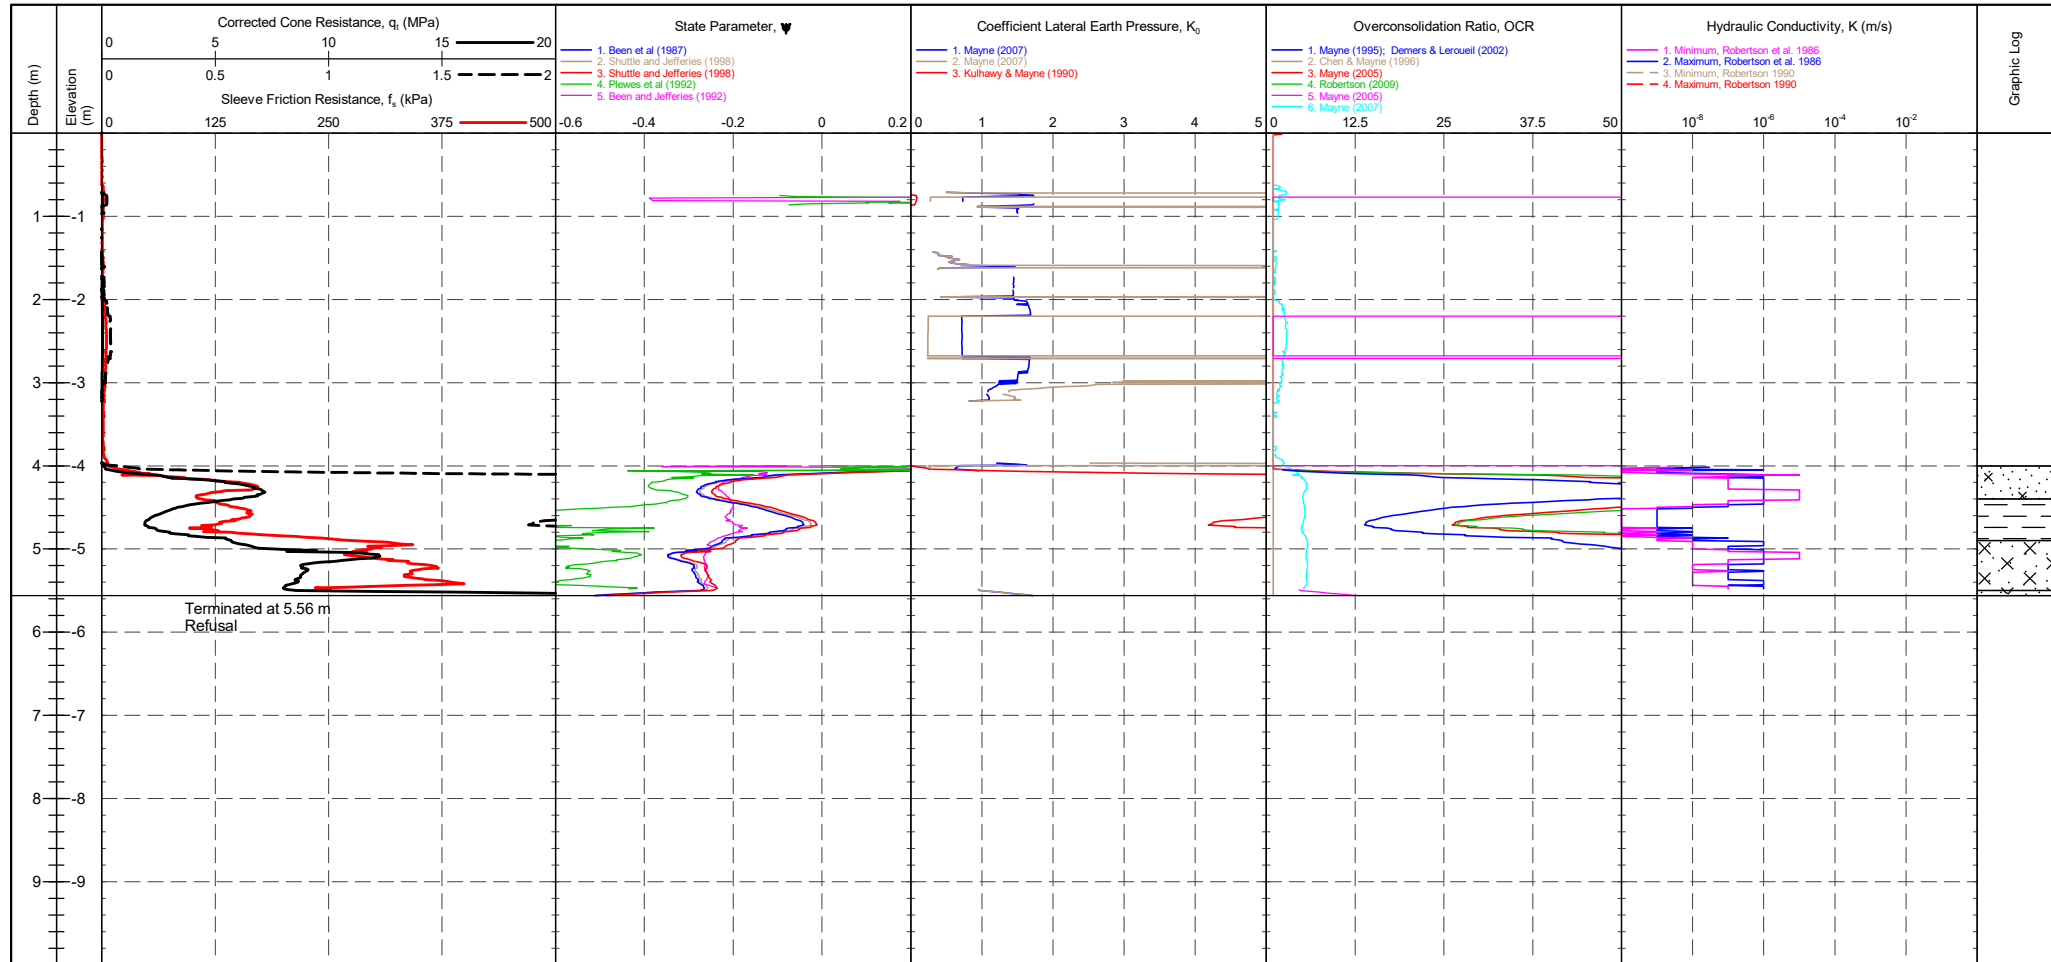 Corrected Cone Resistance, qt (MPa)
0 5 10 15 20
0 0.5 1 1.5 2
Sleeve Friction Resistance, fs (kPa)
0 125 250 375 500
Depth (m)
Elevation
(m)
State Parameter, ψ
1. Been et al (1987)
2. Shuttle and Jefferies (1998)
3. Shuttle and Jefferies (1998)
4. Plewes et al (1992)
5. Been and Jefferies (1992)
-0.6 -0.4 -0.2 0 0.2
Coefficient Lateral Earth Pressure, K0
1. Mayne (2007)
2. Mayne (2007)
3. Kulhawy & Mayne (1990)
0 1 2 3 4 5
Overconsolidation Ratio, OCR
1. Mayne (1995); Demers & Leroueil (2002)
2. Chen & Mayne (1996)
3. Mayne (2005)
4. Robertson (2009)
5. Mayne (2005)
6. Mayne (2007)
0 12.5 25 37.5 50
Hydraulic Conductivity, K (m/s)
1. Minimum, Robertson et al. 1986
2. Maximum, Robertson et al. 1986
3. Minimum, Robertson 1990
4. Maximum, Robertson 1990
10-8 10-6 10-4 10-2
Graphic Log
1 -1
2 -2
3 -3
4 -4
5 -5
Terminated at 5.56 m
Refusal
6 -6
7 -7
8 -8
9 -9